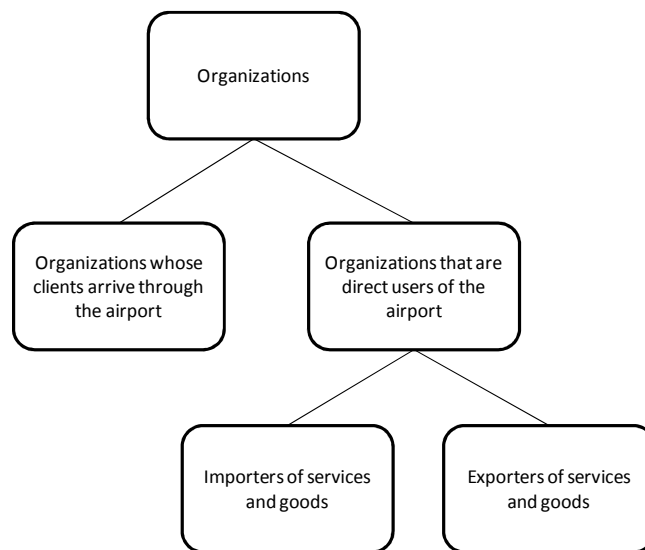 Organizations
Organizations whose
clients arrive through
the airport
Organizations that are
direct users of the
airport
Importers of services
and goods
Exporters of services
and goods